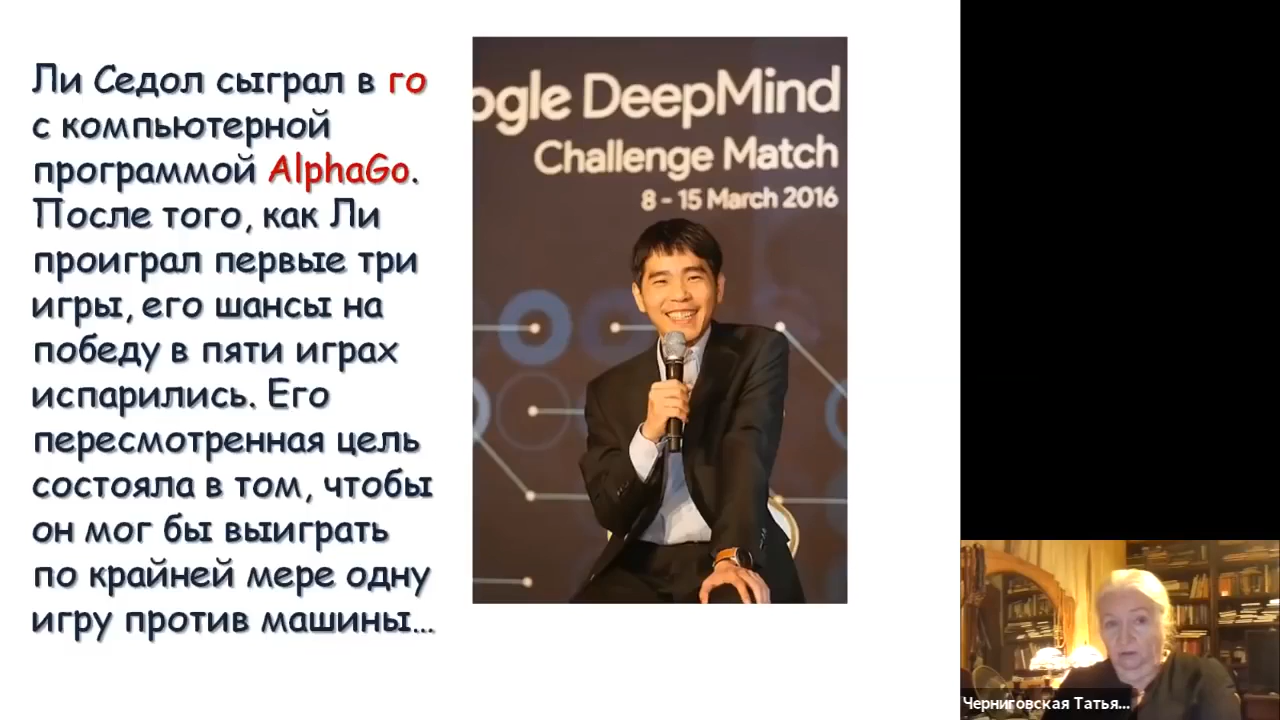 Ли Седол сыграл в го
с компьютерной
программой AlphaGo.
После того, как Ли
проиграл первые три
игры, его шансы на
победу в пяти играх
испарились. Его
пересмотренная цель
состояла в том, чтобы
он мог бы выиграть
по крайней мере одну
игру против машины…
ogle DeepMind
Challenge Match
8 - 15 March 2016
Черниговская Татья...